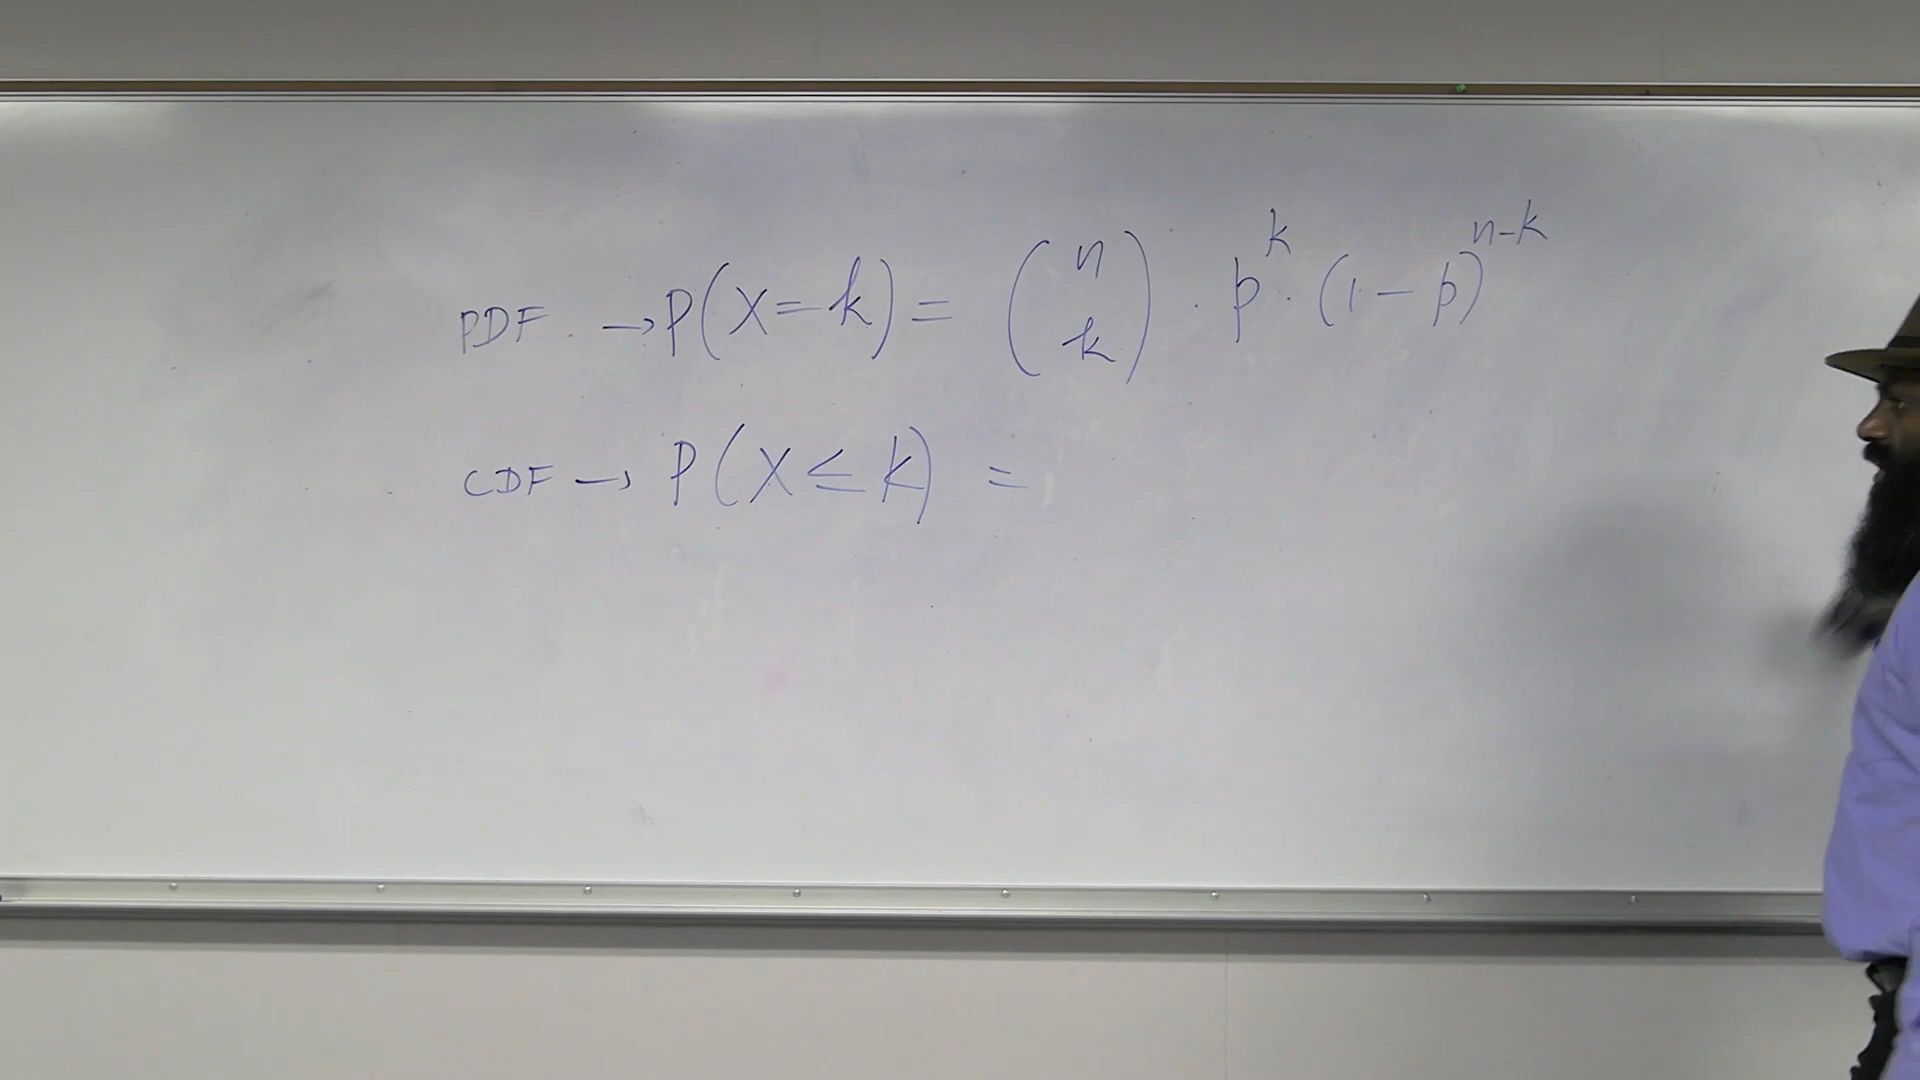 PDF → P(X=k) = (n k) · p^k · (1-p)^n-k
CDF → P(X≤k) =